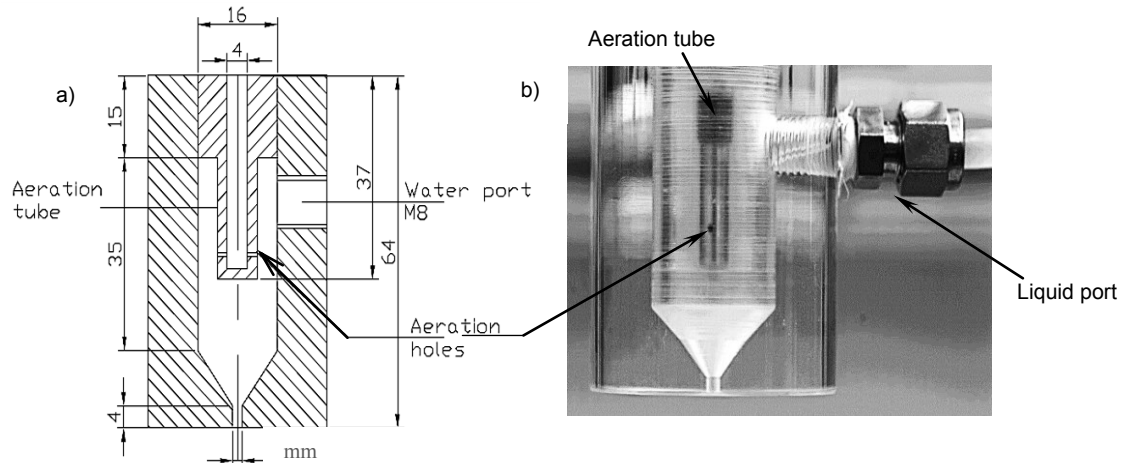 16
4
a)
15
Aeration
tube
35
37
Water port
M8
64
Aeration
holes
4
mm
b)
Aeration tube
Liquid port